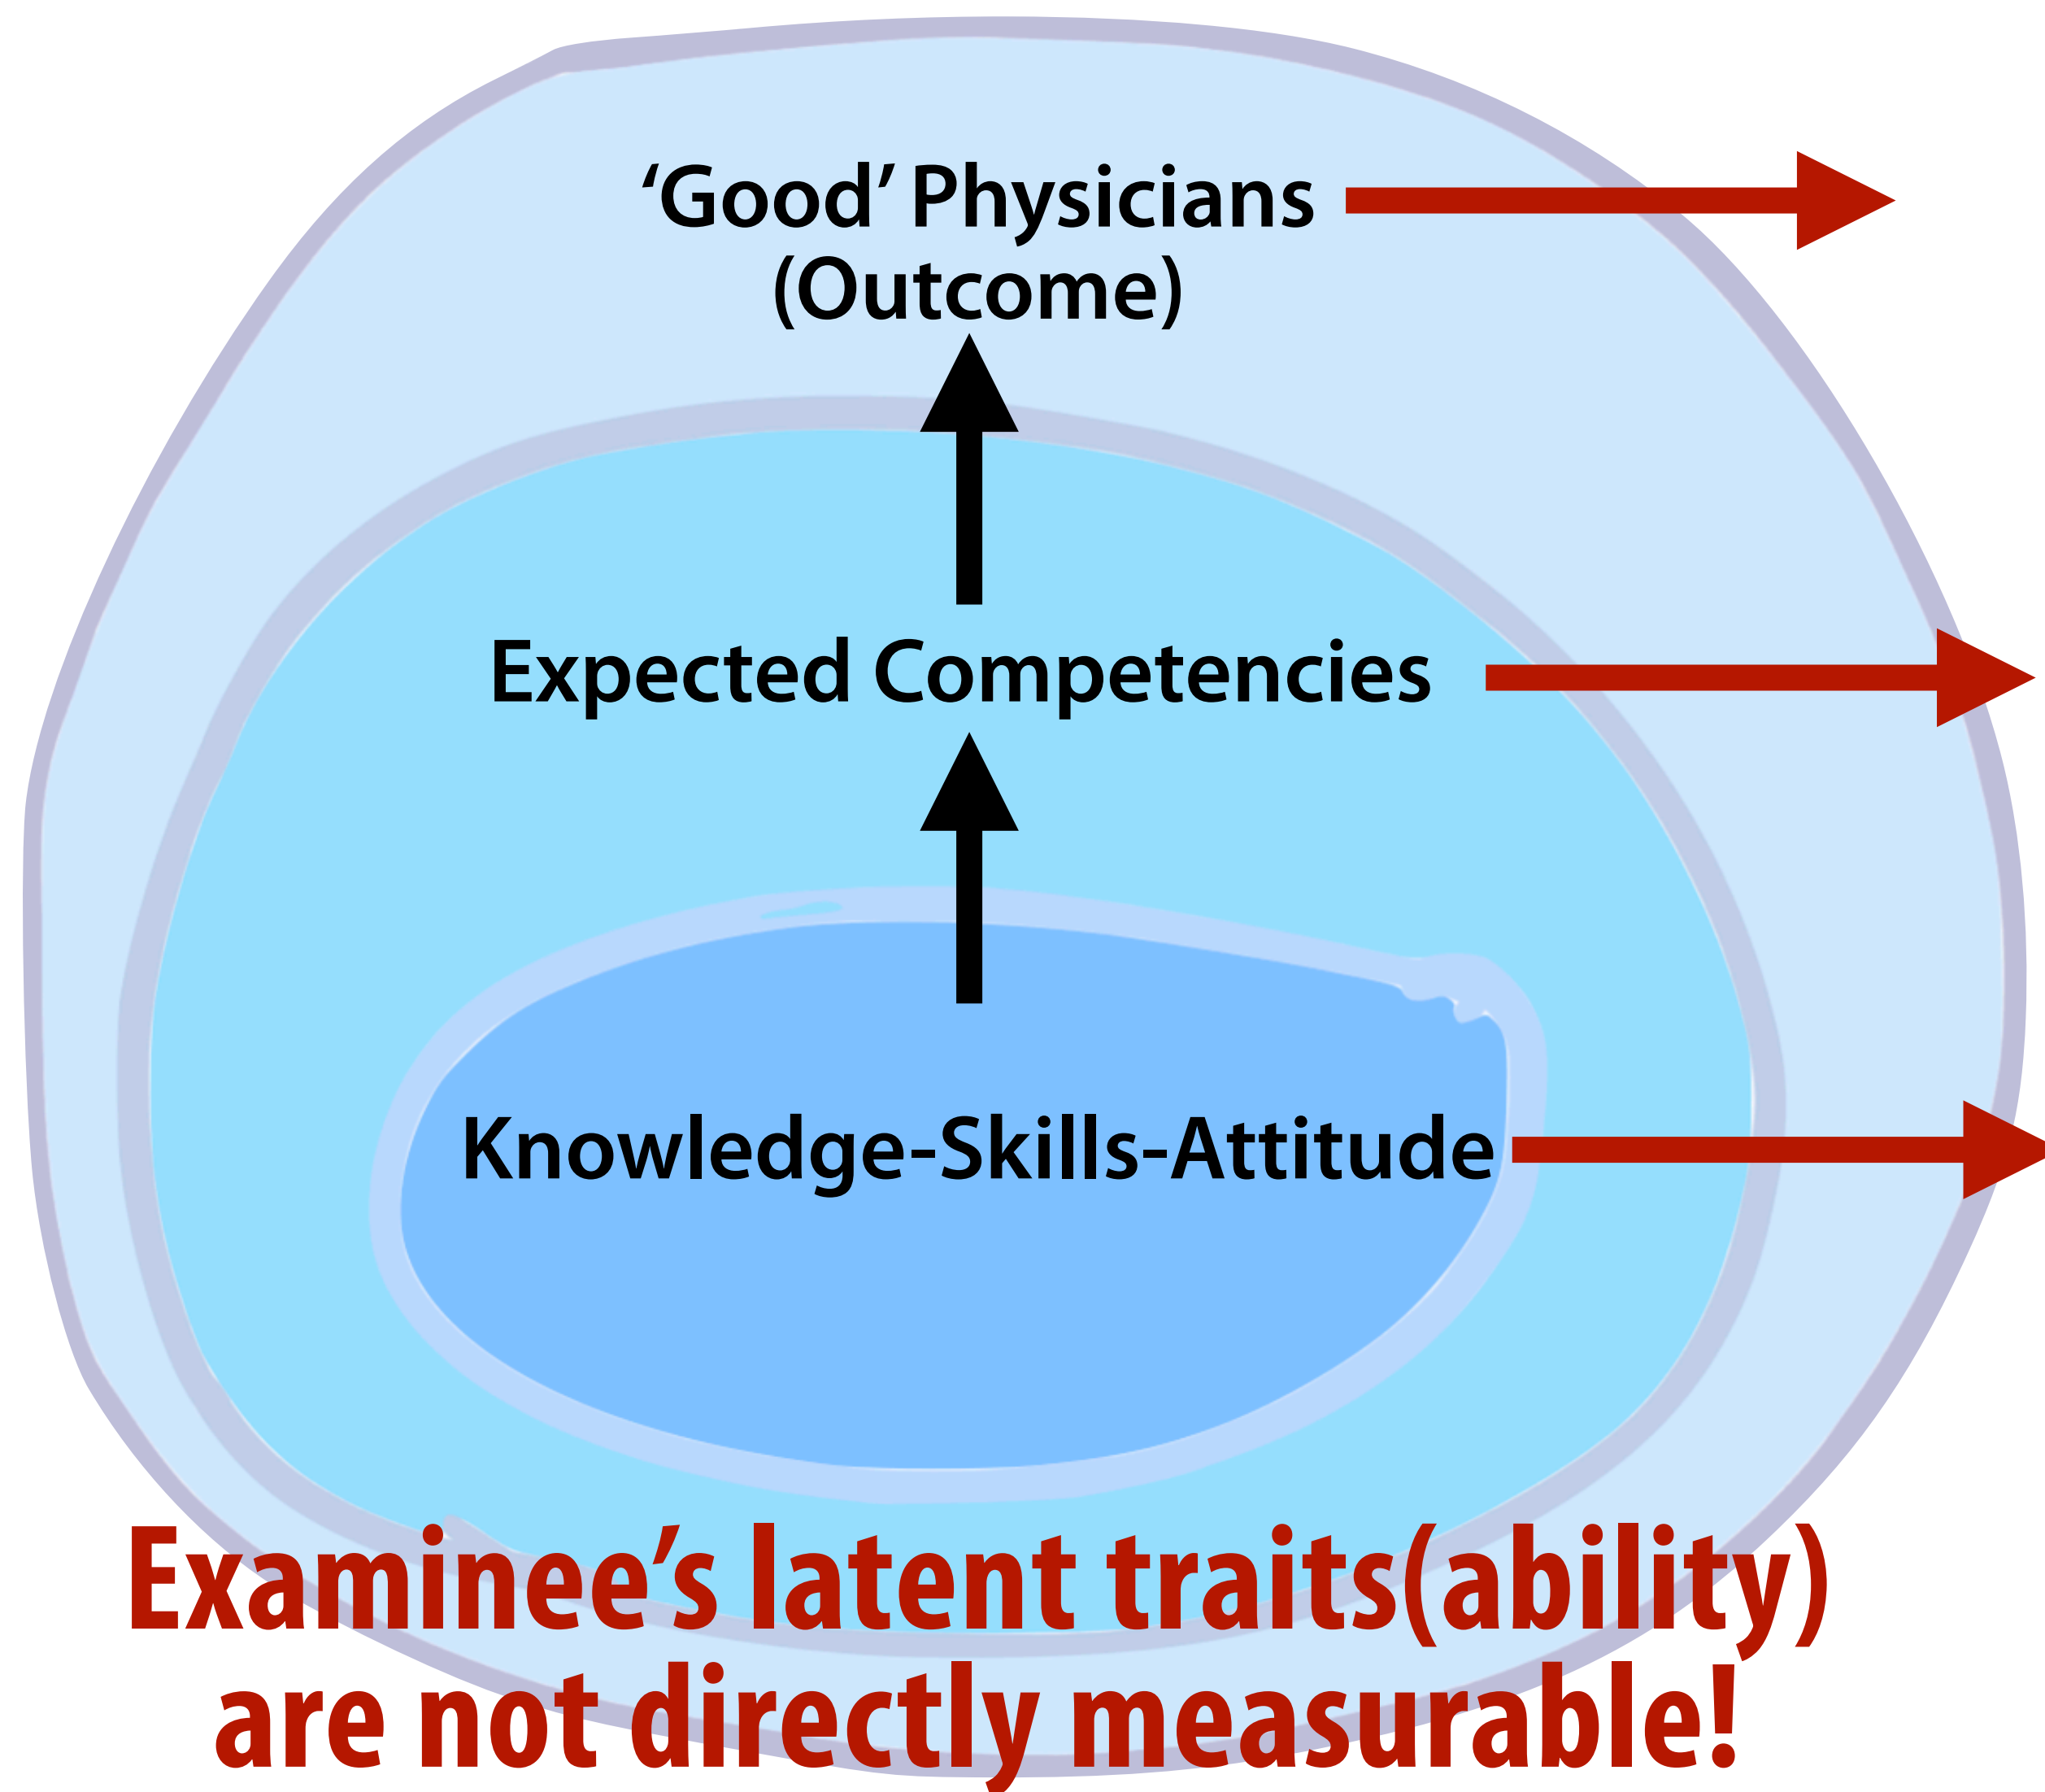 ‘Good’ Physicians
(Outcome)
Expected Competencies
Knowledge-Skills-Attitude
Examinee’s latent traits(ability)
are not directly measurable!